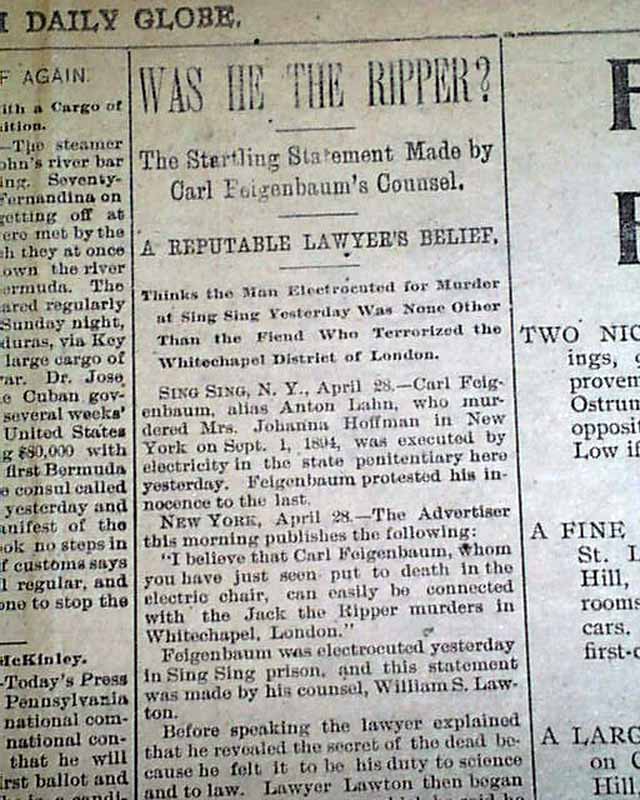 DAILY GLOBE.
F AGAIN.
ith a Cargo of
ition.
—The steamer
ohn's river bar
ing. Seventy-
Fernandina on
getting off at
ere met by the
h they at once
own the river
ermuda. The
ared regularly
Sunday night,
duras, via Key
large cargo of
ar. Dr. Jose
e Cuban gov-
several weeks'
United States
g $80,000 with
first Bermuda
e consul called
yesterday and
anifest of the
ok no steps in
f customs says
l regular, and
one to stop the
McKinley.
—Today's Press
Pennsylvania
national com-
national con-
that he will
irst ballot and
WAS HE THE RIPPER?
The Startling Statement Made by
Carl Feigenbaum's Counsel.
A REPUTABLE LAWYER'S BELIEF.
Thinks the Man Electrocuted for Murder
at Sing Sing Yesterday Was None Other
Than the Fiend Who Terrorized the
Whitechapel District of London.
SING SING, N. Y., April 28.—Carl Feig-
enbaum, alias Anton Lahn, who mur-
dered Mrs. Johanna Hoffman in New
York on Sept. 1, 1894, was executed by
electricity in the state penitentiary here
yesterday. Feigenbaum protested his in-
nocence to the last.
NEW YORK, April 28.—The Advertiser
this morning publishes the following:
"I believe that Carl Feigenbaum, whom
you have just seen put to death in the
electric chair, can easily be connected
with the Jack the Ripper murders in
Whitechapel, London."
Feigenbaum was electrocuted yesterday
in Sing Sing prison, and this statement
was made by his counsel, William S. Law-
ton.
Before speaking the lawyer explained
that he revealed the secret of the dead be-
cause he felt it to be his duty to science
and to law. Lawyer Lawton then began
F
F
TWO NIC
ings, 9
provem
Ostrum
opposit
Low if
A FINE
St. L
Hill,
rooms
cars.
first-c
A LARG
on C
Hill,